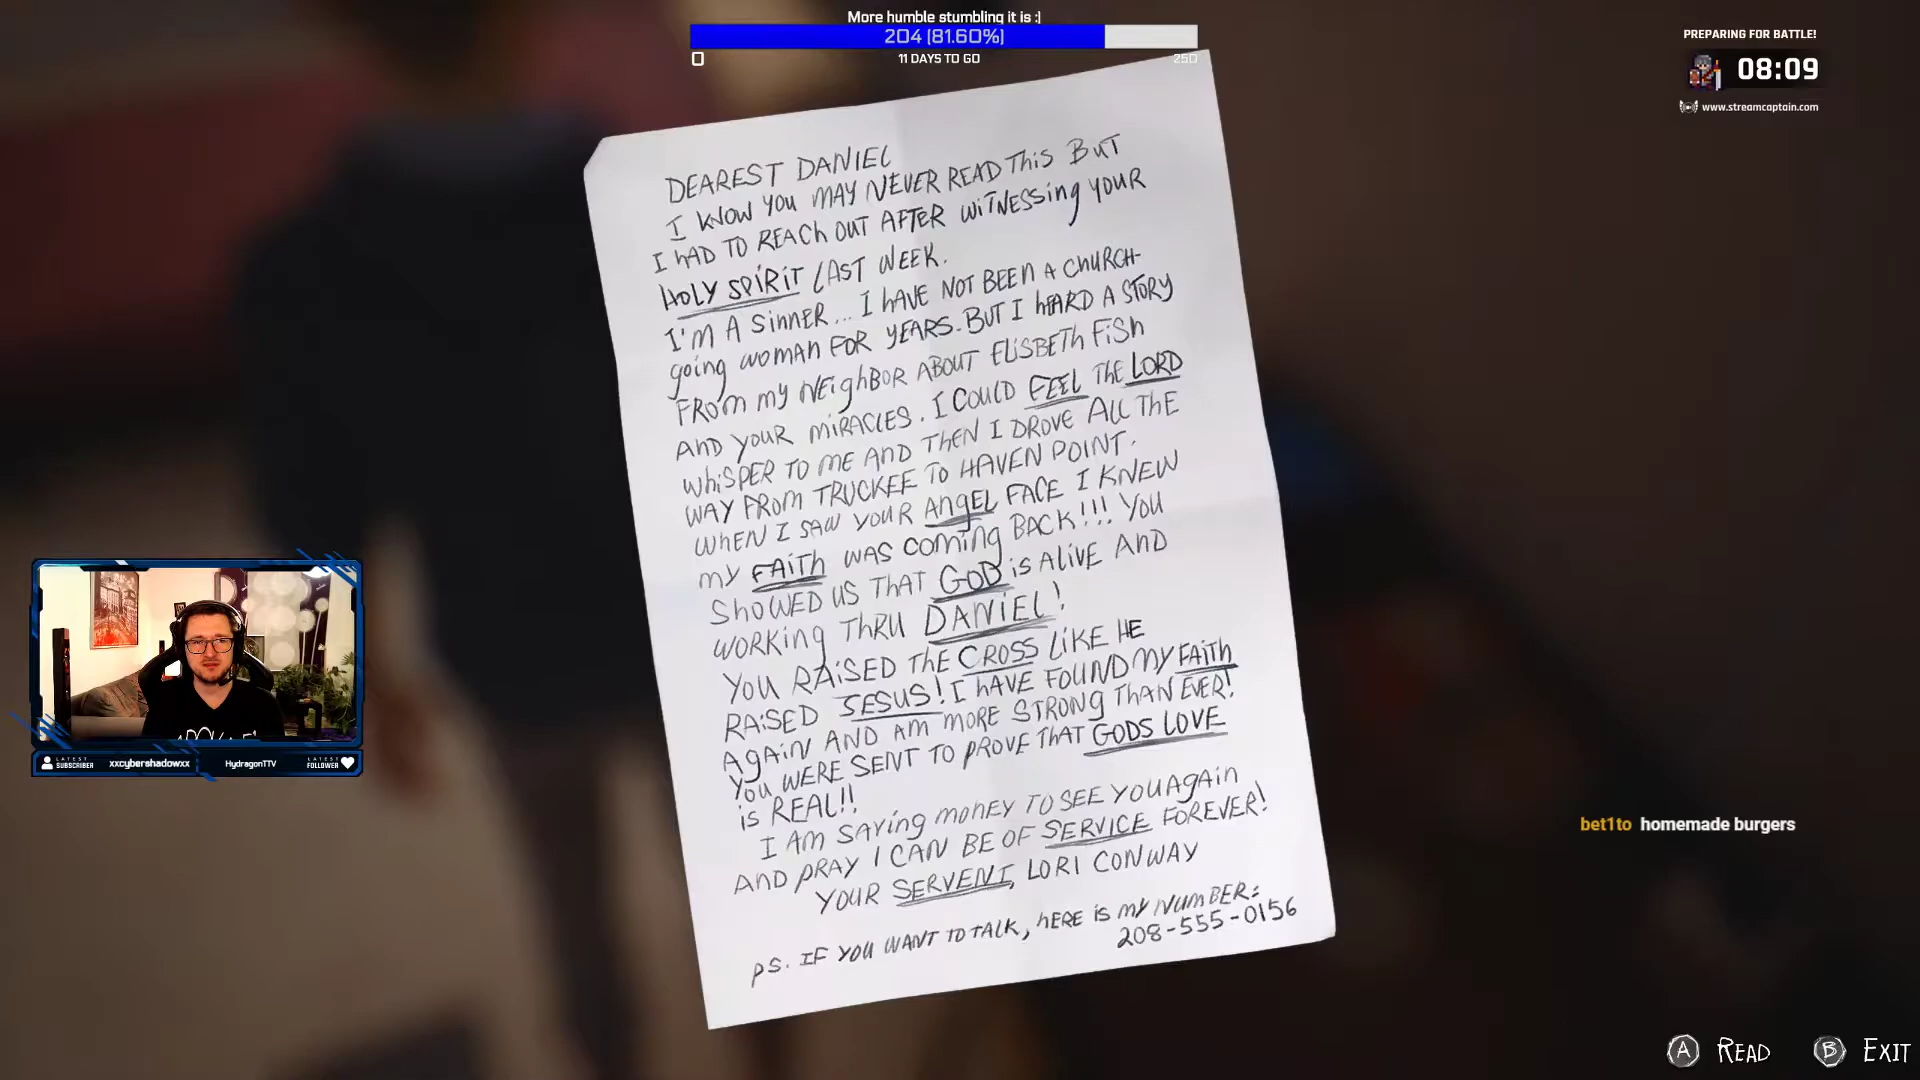 More humble stumbling it is :)
204 (81.60%)
0
11 DAYS TO GO
250
PREPARING FOR BATTLE!
08:09
www.streamcaptain.com
DEAREST DANIEL
I KNOW YOU MAY NEVER READ THIS BUT
I HAD TO REACH OUT AFTER WITNESSING YOUR
HOLY SPIRIT LAST WEEK.
I'M A SINNER... I HAVE NOT BEEN A CHURCH-
GOING WOMAN FOR YEARS. BUT I HEARD A STORY
FROM MY NEIGHBOR ABOUT ELISBETH FISH
AND YOUR MIRACLES. I COULD FEEL THE LORD
WHISPER TO ME AND THEN I DROVE ALL THE
WAY FROM TRUCKEE TO HAVEN POINT.
WHEN I SAW YOUR ANGEL FACE I KNEW
MY FAITH WAS COMING BACK!!! YOU
SHOWED US THAT GOD IS ALIVE AND
WORKING THRU DANIEL!
YOU RAISED THE CROSS LIKE HE
RAISED JESUS! I HAVE FOUND MY FAITH
AGAIN AND AM MORE STRONG THAN EVER!
YOU WERE SENT TO PROVE THAT GODS LOVE
IS REAL!!
I AM SAVING MONEY TO SEE YOU AGAIN
AND PRAY I CAN BE OF SERVICE FOREVER!
YOUR SERVENT, LORI CONWAY
PS. IF YOU WANT TO TALK, HERE IS MY NUMBER:
208-555-0156
LATEST SUBSCRIBER
xxcybershadowxx
HydragonTTV
LATEST FOLLOWER
bet1to homemade burgers
A READ
B EXIT